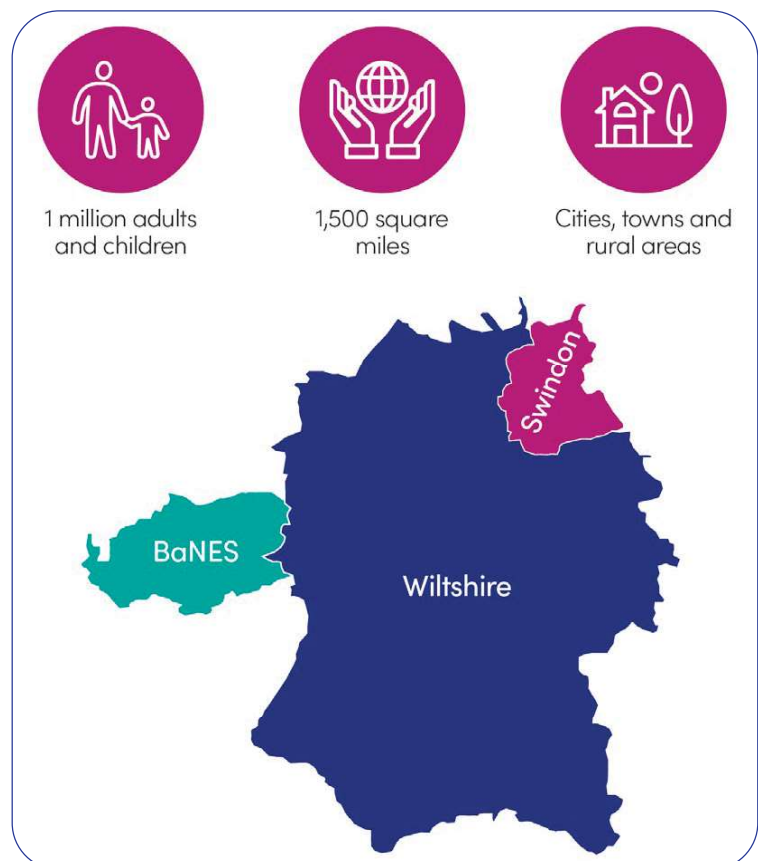 1 million adults
and children
1,500 square
miles
Cities, towns and
rural areas
Swindon
BaNES
Wiltshire